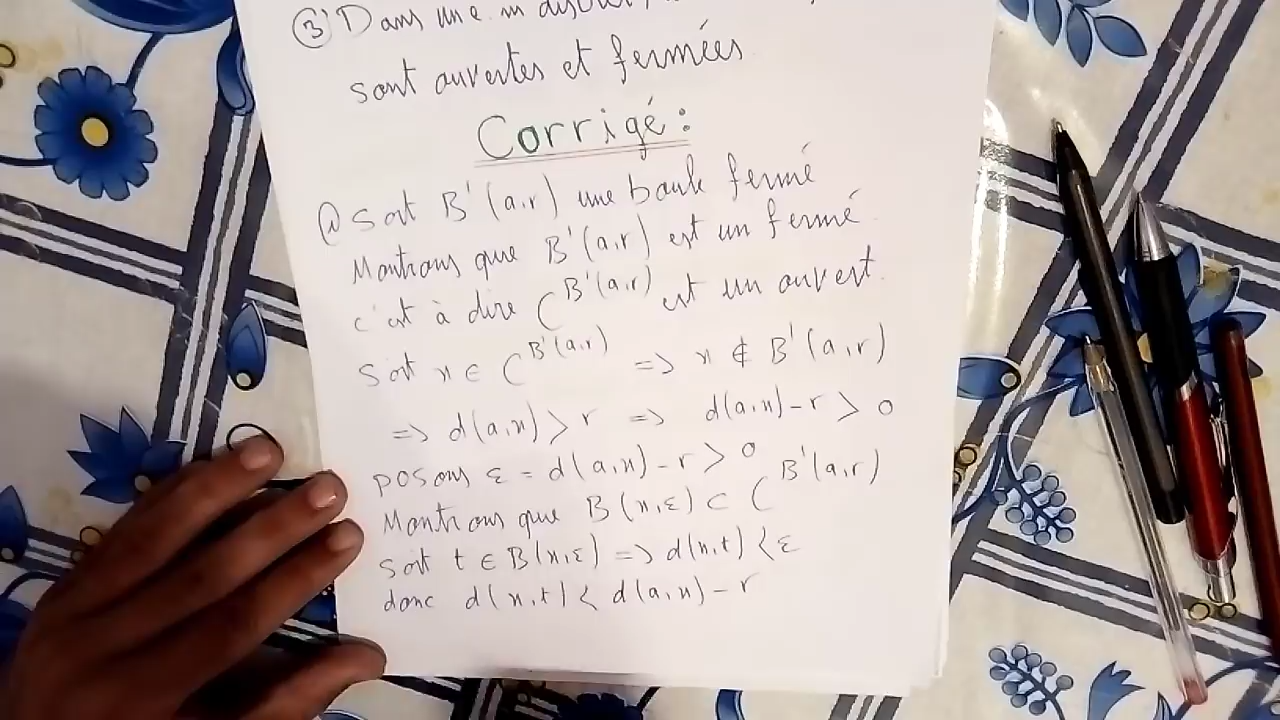 ③ Dans une m
sont ouvertes et fermées
Corrigé:
① Soit B'(a,r) une boule fermé
Montrons que B'(a,r) est un fermé
c'est à dire C^B'(a,r) est un ouvert.
Soit x ∈ C^B'(a,r) => x ∉ B'(a,r)
=> d(a,x) > r => d(a,x) - r > 0
posons ε = d(a,x) - r > 0
Montrons que B(x,ε) ⊂ C^B'(a,r)
soit t ∈ B(x,ε) => d(x,t) < ε
donc d(x,t) < d(a,x) - r